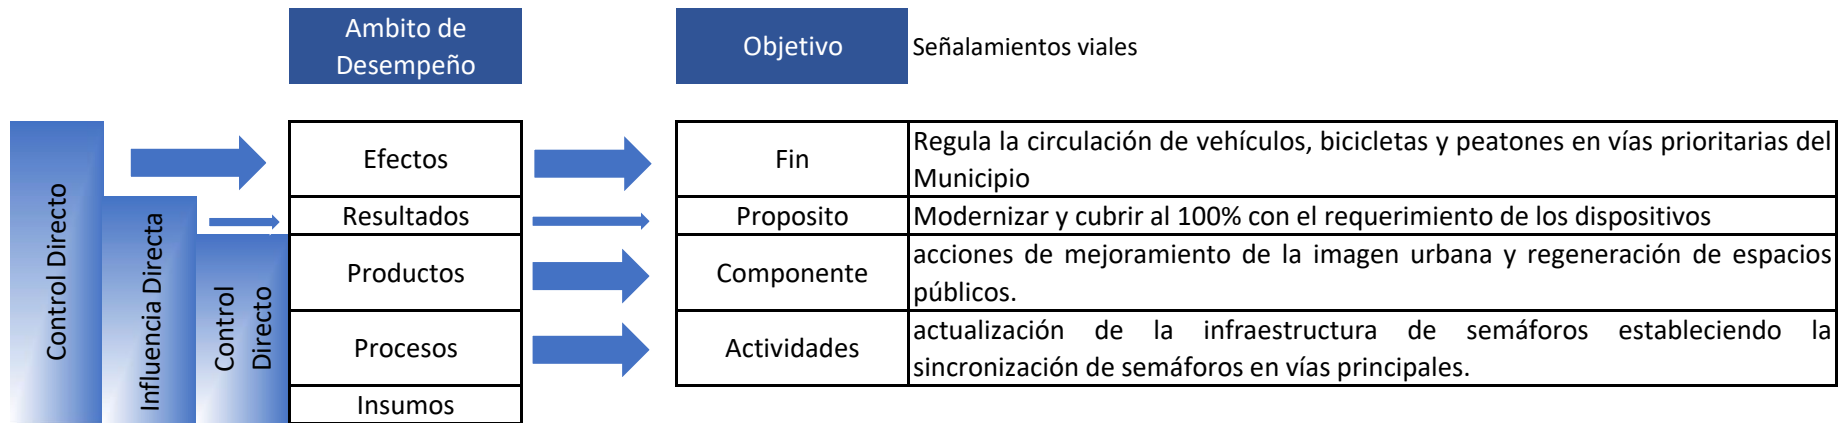 Ambito de
Desempeño
Objetivo
Señalamientos viales
Control Directo
Influencia Directa
Control
Directo
Efectos
Fin
Regula la circulación de vehículos, bicicletas y peatones en vías prioritarias del
Municipio
Resultados
Proposito
Modernizar y cubrir al 100% con el requerimiento de los dispositivos
Productos
Componente
acciones de mejoramiento de la imagen urbana y regeneración de espacios
públicos.
Procesos
Actividades
actualización de la infraestructura de semáforos estableciendo la
sincronización de semáforos en vías principales.
Insumos